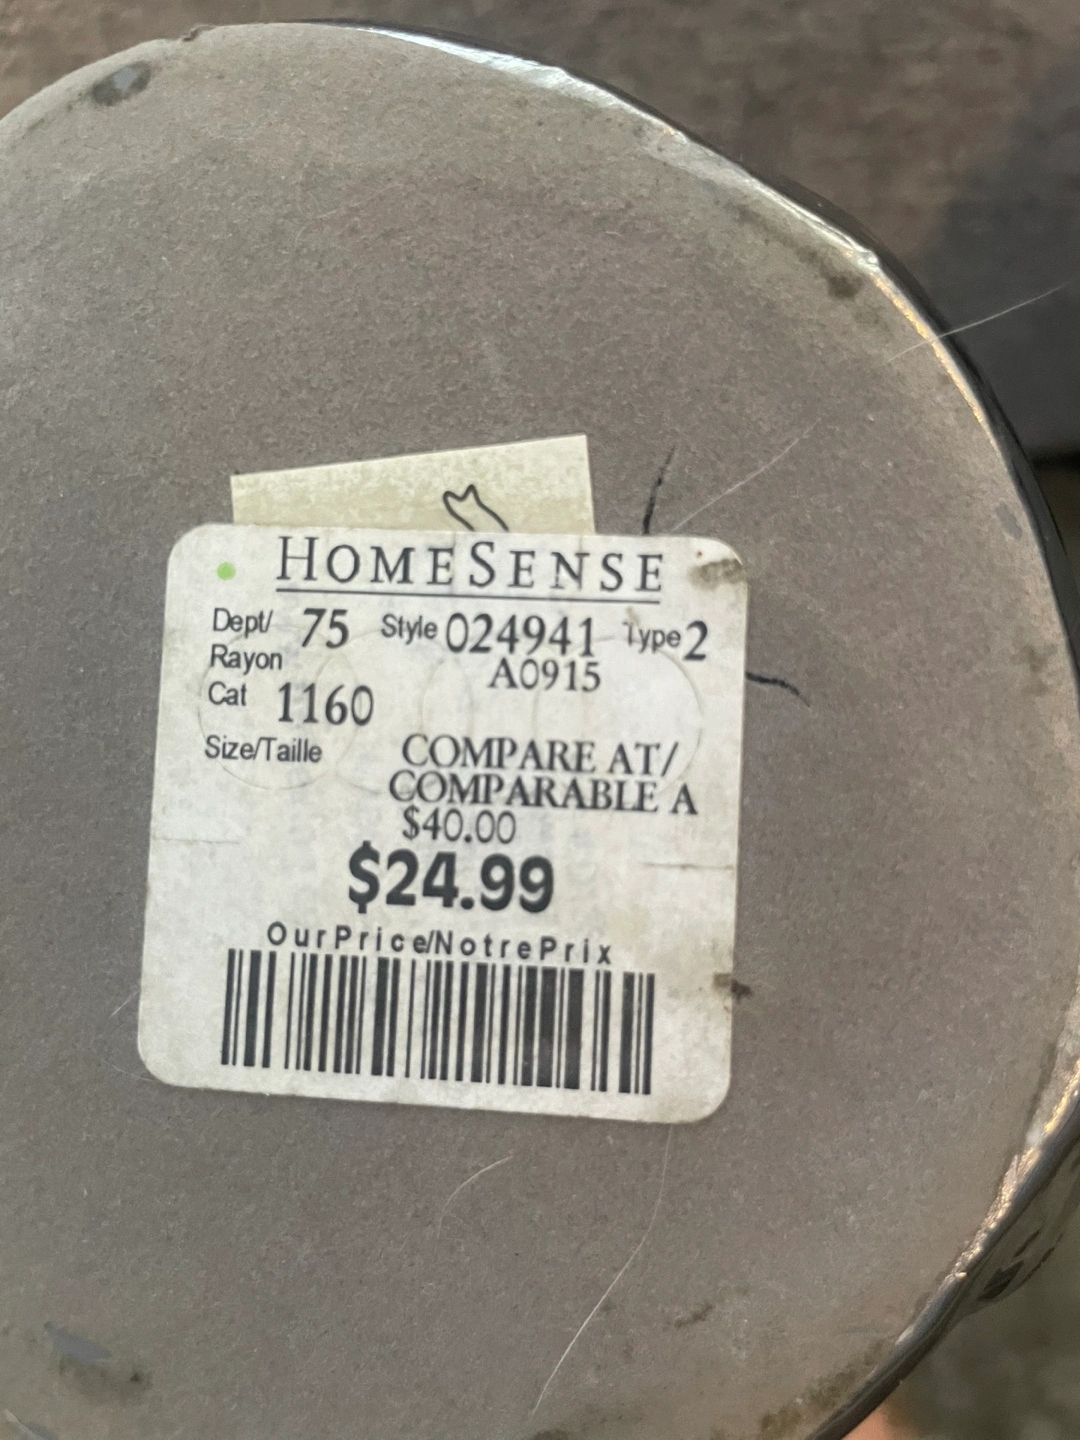 HOMESENSE
Dept/ 75 Style 024941 Type 2
Rayon A0915
Cat 1160
Size/Taille COMPARE AT/
COMPARABLE A
$40.00
$24.99
OurPrice/NotrePrix